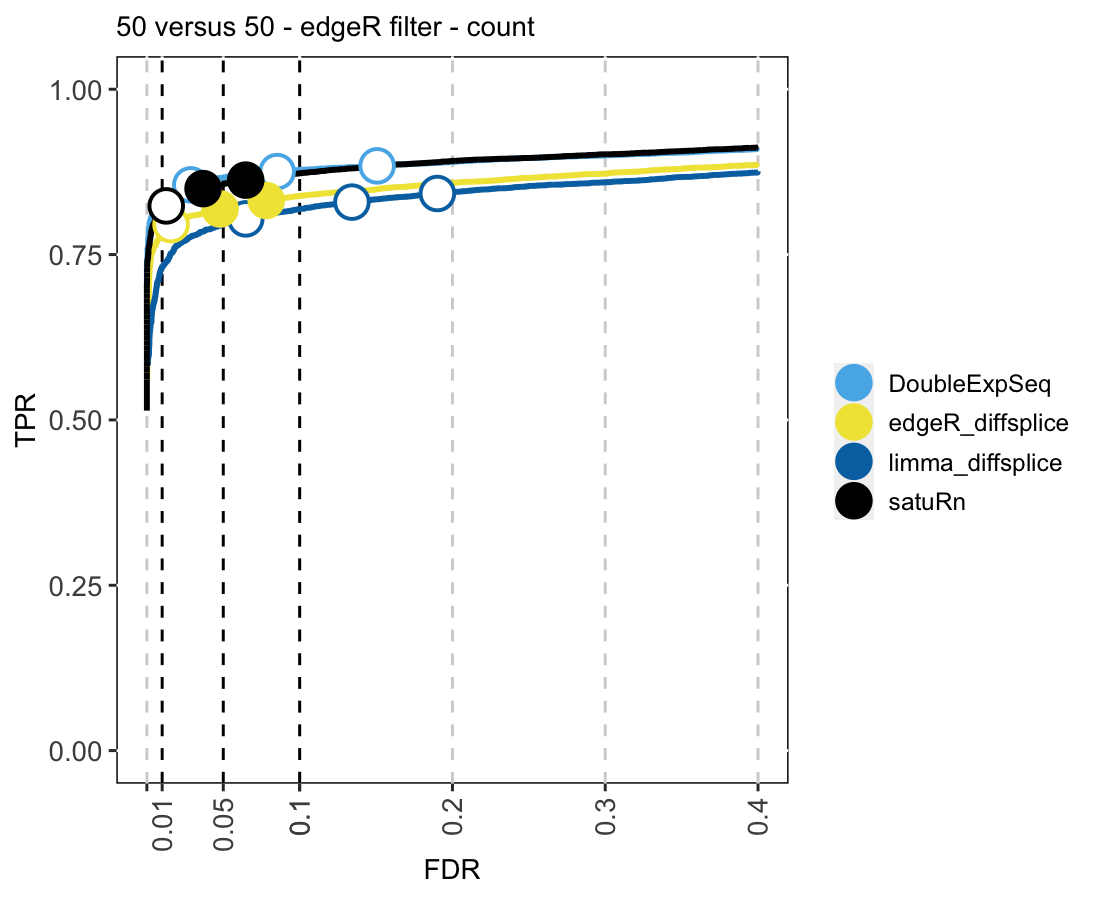 50 versus 50 - edgeR filter - count
1.00
0.75
0.50
0.25
0.00
TPR
0.01
0.05
0.1
0.2
0.3
0.4
FDR
DoubleExpSeq
edgeR_diffsplice
limma_diffsplice
satuRn